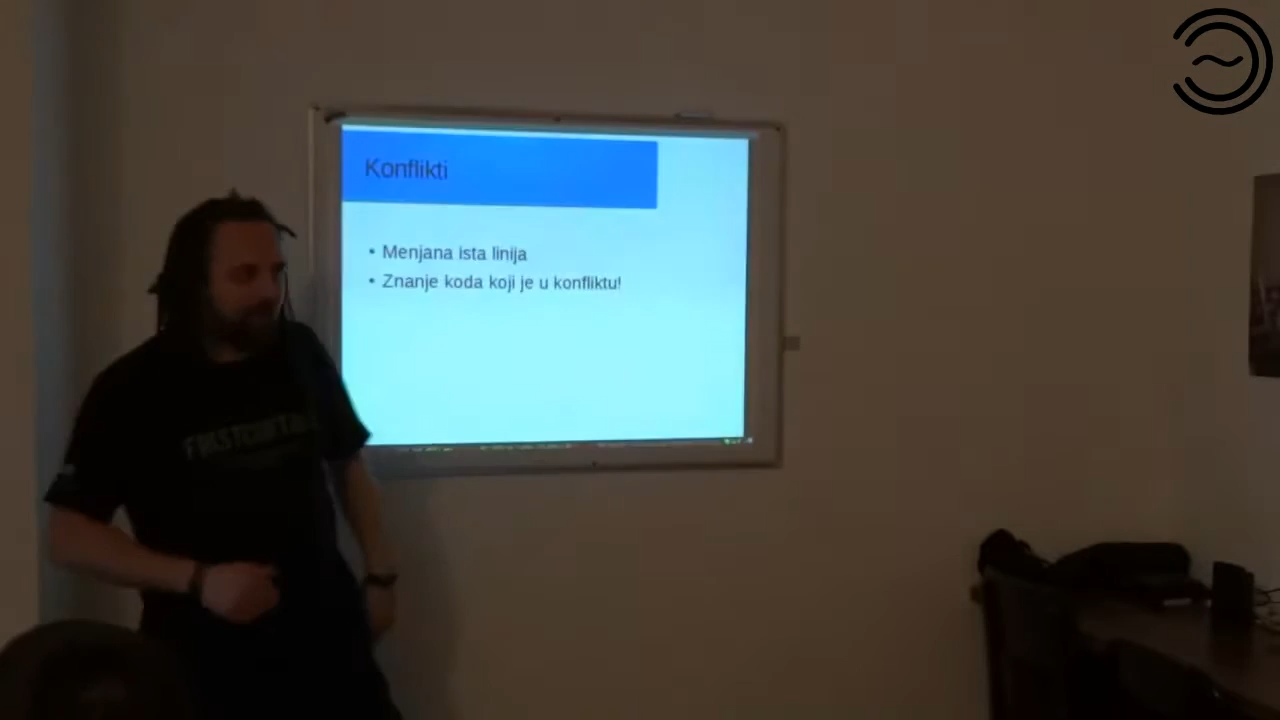 Konflikti
• Menjana ista linija
• Znanje koda koji je u konfliktu!